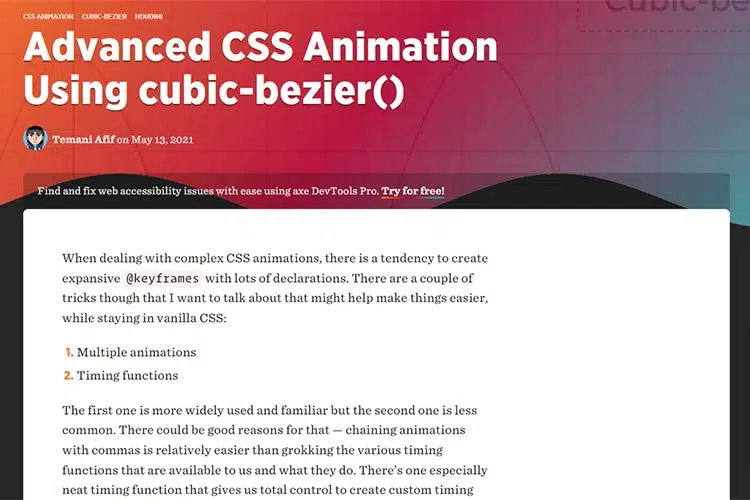 Cubic-be
CSS ANIMATION CUBIC-BEZIER HOUDINI
Advanced CSS Animation
Using cubic-bezier()
Temani Afif on May 13, 2021
Find and fix web accessibility issues with ease using axe DevTools Pro. Try for free!
When dealing with complex CSS animations, there is a tendency to create
expansive @keyframes with lots of declarations. There are a couple of
tricks though that I want to talk about that might help make things easier,
while staying in vanilla CSS:
1. Multiple animations
2. Timing functions
The first one is more widely used and familiar but the second one is less
common. There could be good reasons for that — chaining animations
with commas is relatively easier than grokking the various timing
functions that are available to us and what they do. There’s one especially
neat timing function that gives us total control to create custom timing